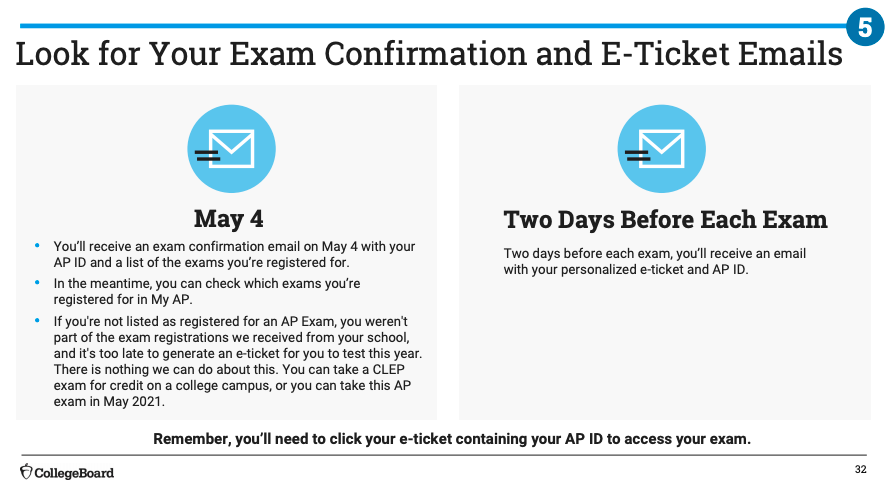 5
Look for Your Exam Confirmation and E-Ticket Emails
May 4
• You’ll receive an exam confirmation email on May 4 with your
AP ID and a list of the exams you’re registered for.
• In the meantime, you can check which exams you’re
registered for in My AP.
• If you're not listed as registered for an AP Exam, you weren't
part of the exam registrations we received from your school,
and it's too late to generate an e-ticket for you to test this year.
There is nothing we can do about this. You can take a CLEP
exam for credit on a college campus, or you can take this AP
exam in May 2021.
Two Days Before Each Exam
Two days before each exam, you’ll receive an email
with your personalized e-ticket and AP ID.
Remember, you’ll need to click your e-ticket containing your AP ID to access your exam.
CollegeBoard
32